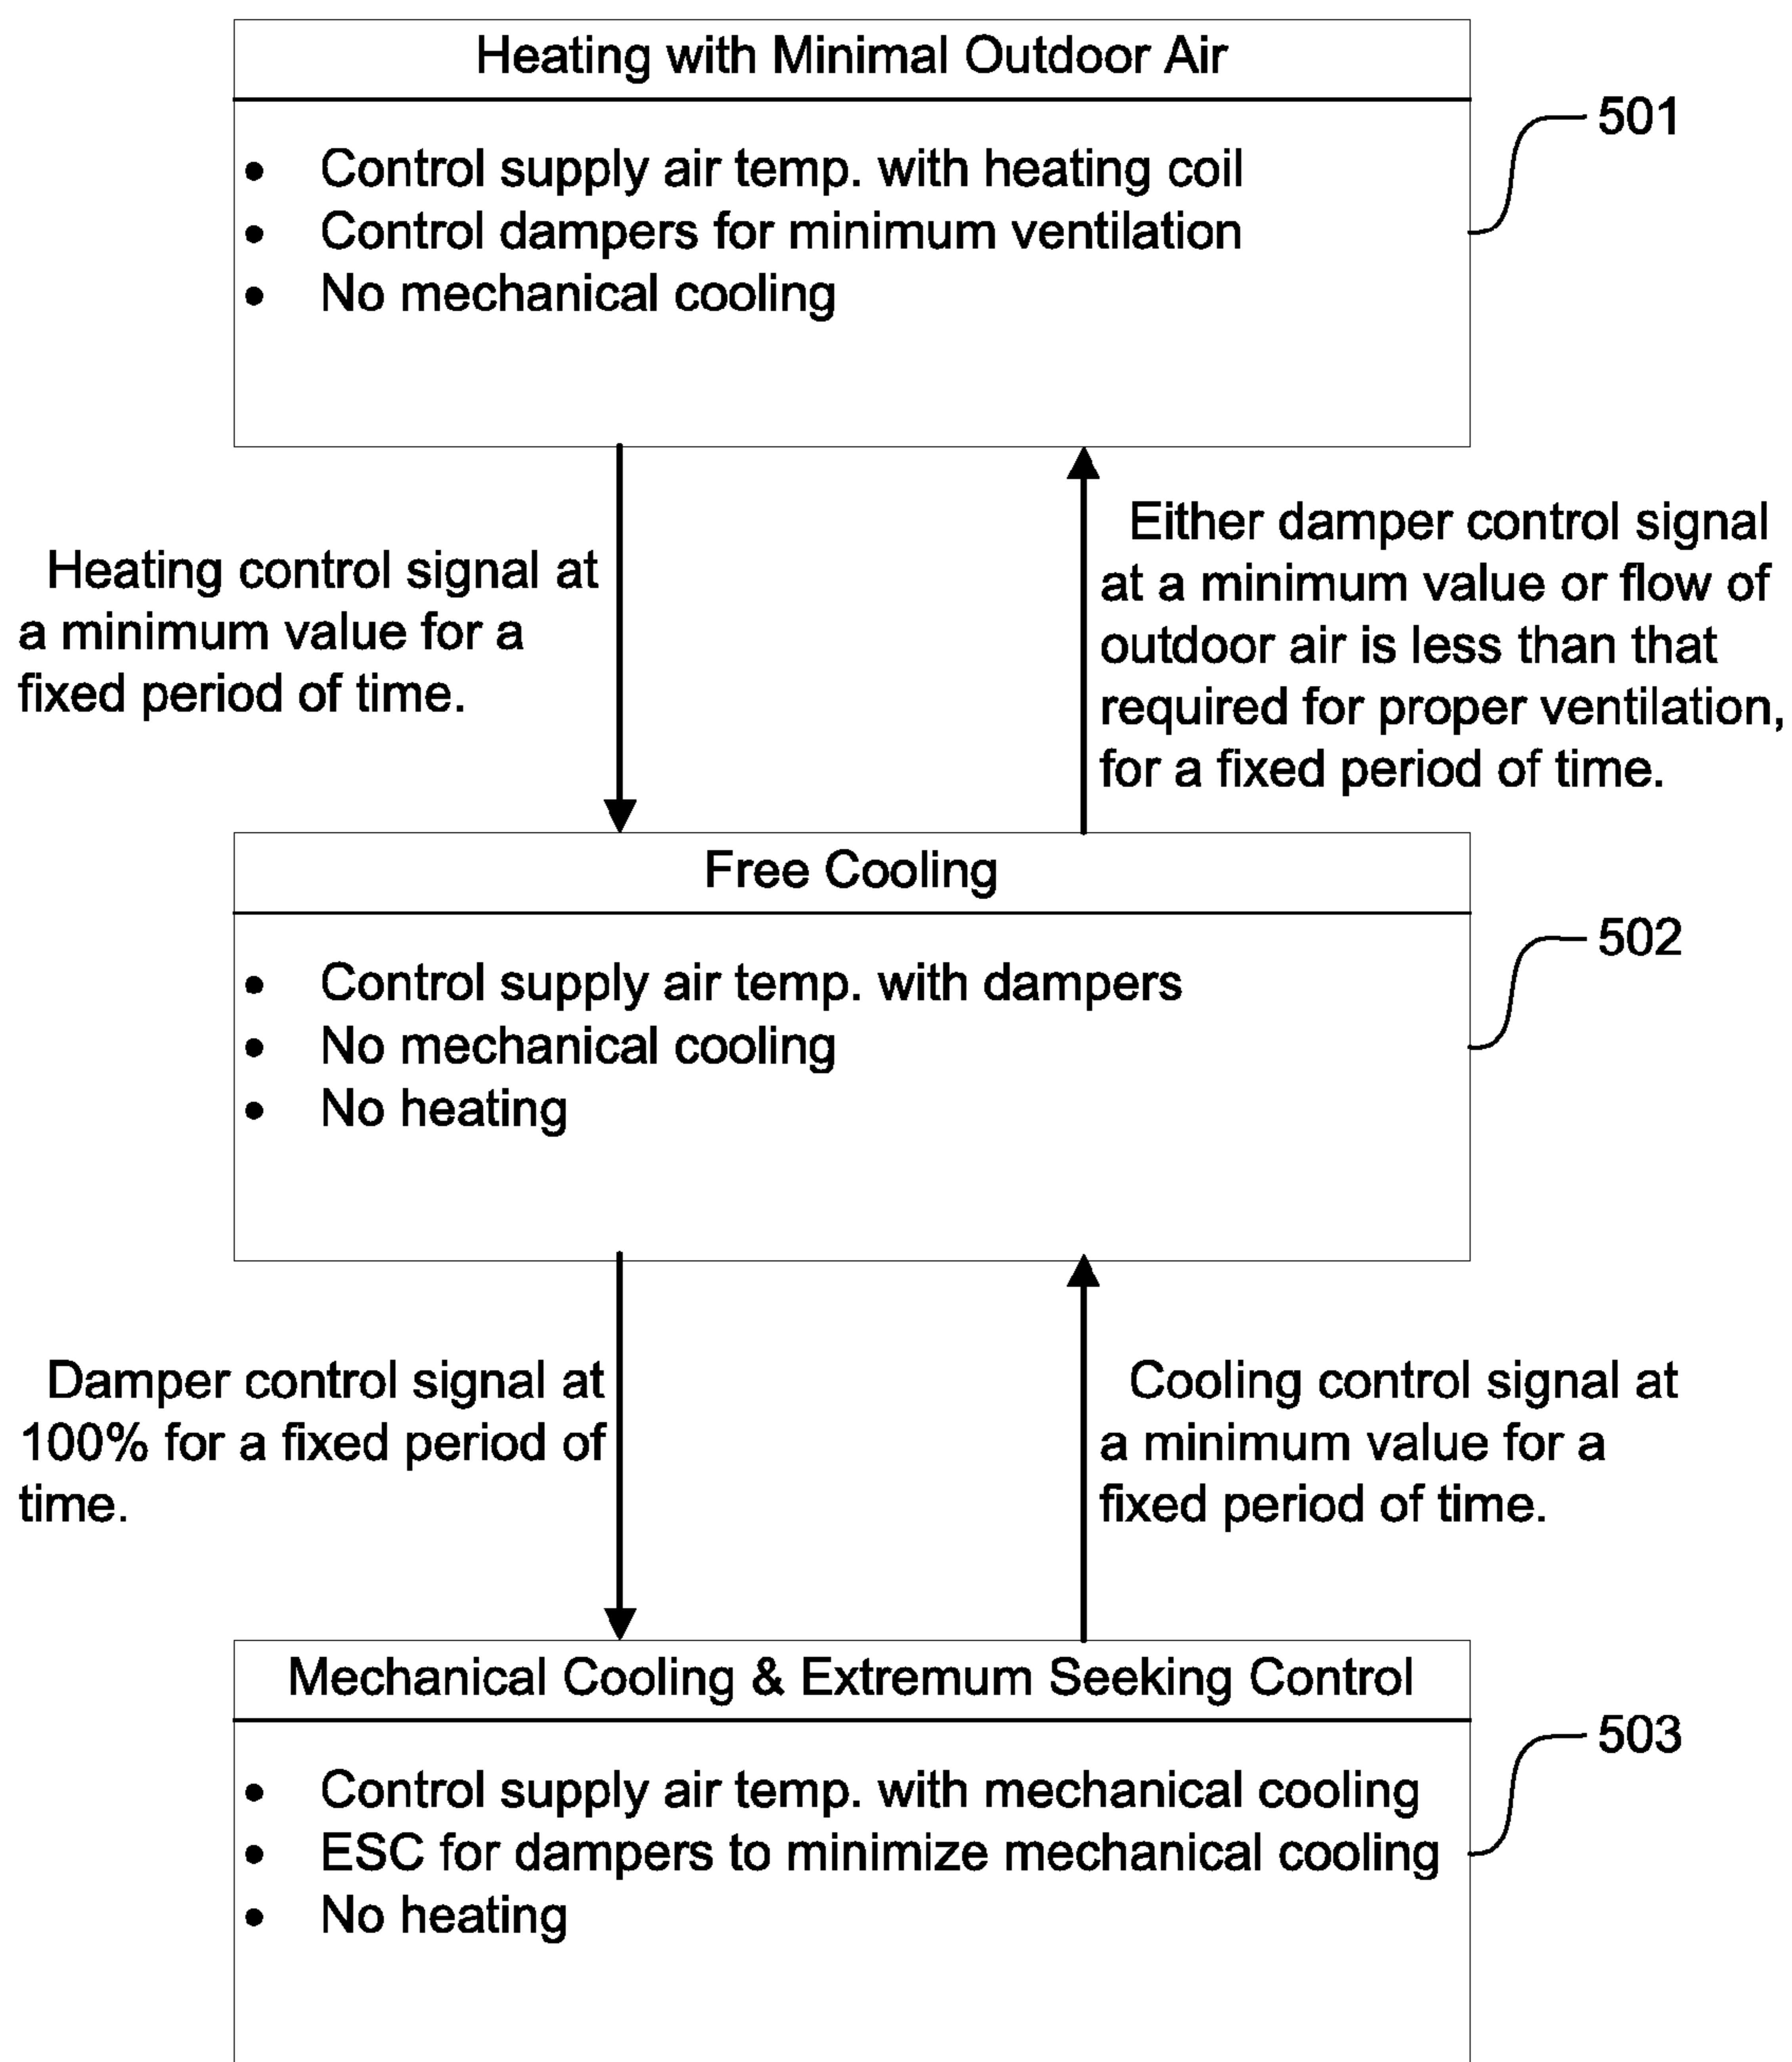 Heating with Minimal Outdoor Air
501
• Control supply air temp. with heating coil
• Control dampers for minimum ventilation
• No mechanical cooling
Heating control signal at
a minimum value for a
fixed period of time.
Either damper control signal
at a minimum value or flow of
outdoor air is less than that
required for proper ventilation,
for a fixed period of time.
Free Cooling
502
• Control supply air temp. with dampers
• No mechanical cooling
• No heating
Damper control signal at
100% for a fixed period of
time.
Cooling control signal at
a minimum value for a
fixed period of time.
Mechanical Cooling & Extremum Seeking Control
503
• Control supply air temp. with mechanical cooling
• ESC for dampers to minimize mechanical cooling
• No heating